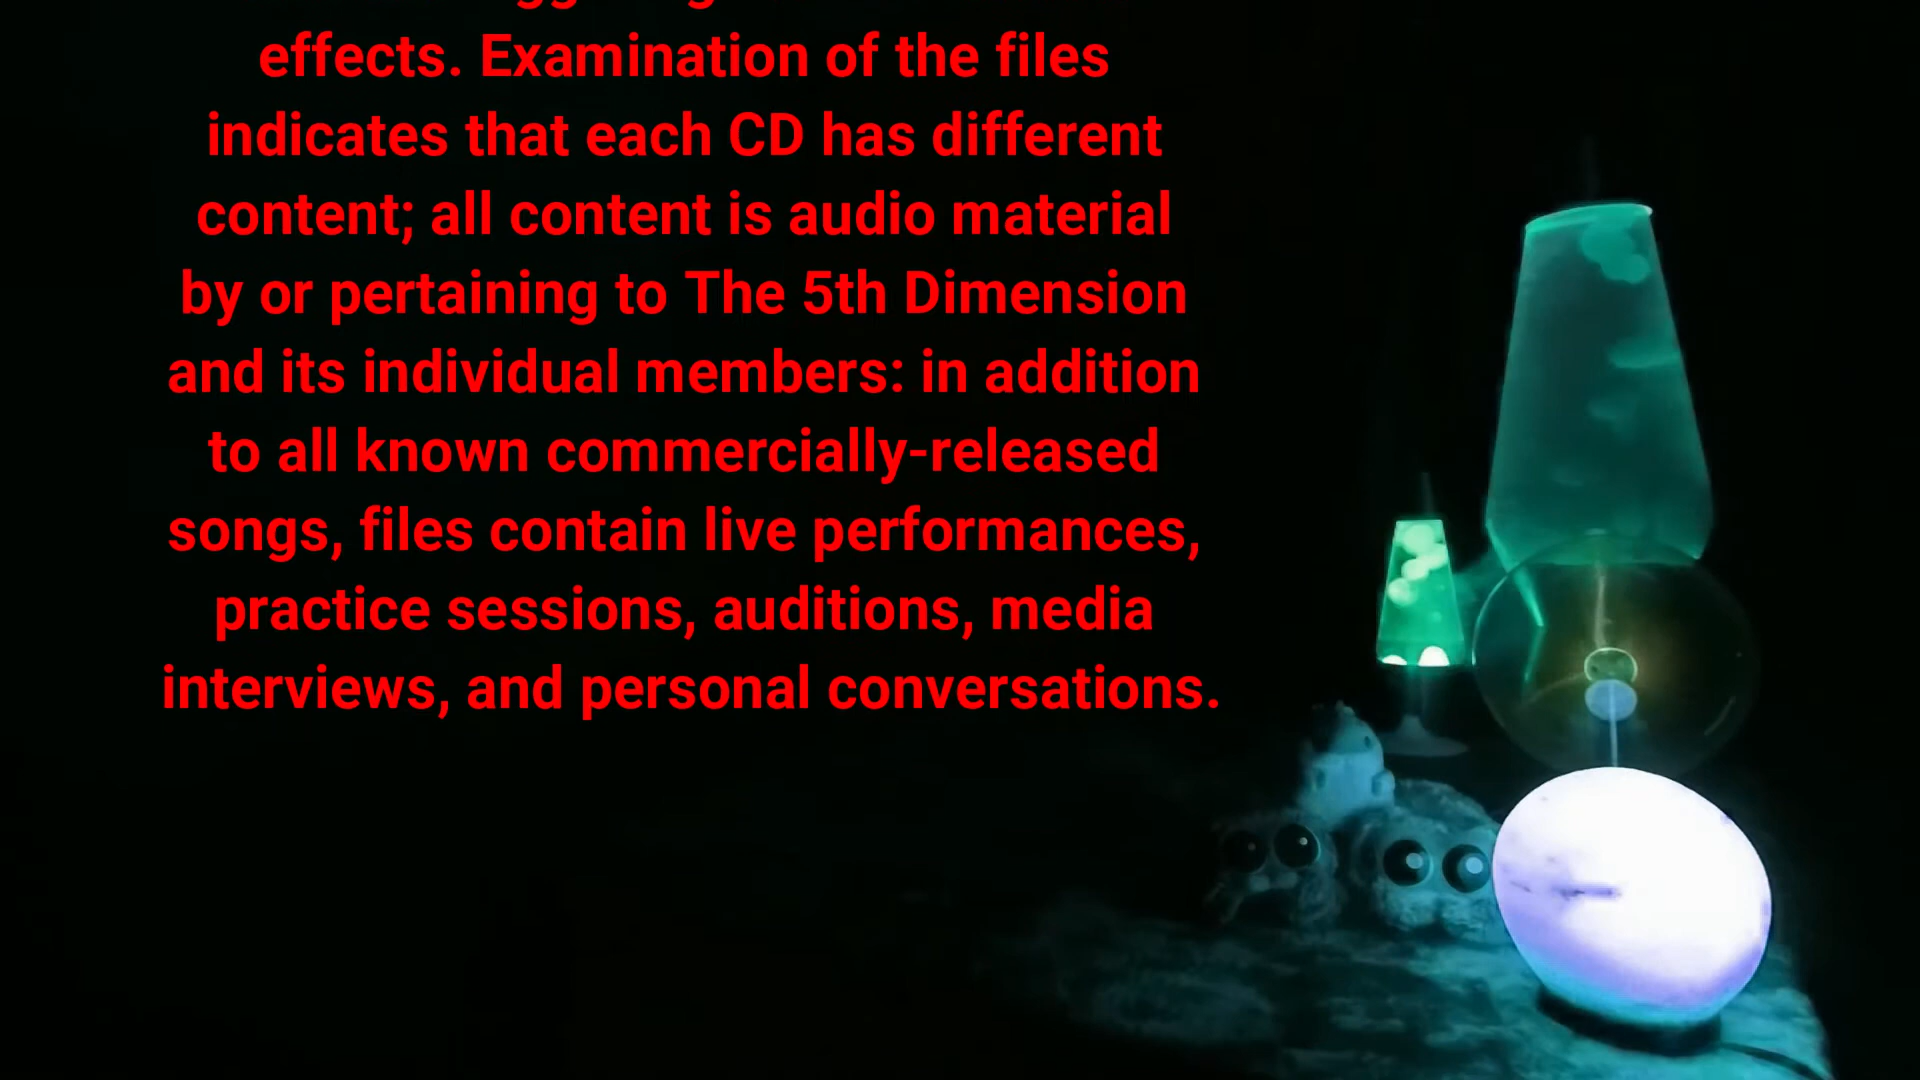 effects. Examination of the files
indicates that each CD has different
content; all content is audio material
by or pertaining to The 5th Dimension
and its individual members: in addition
to all known commercially-released
songs, files contain live performances,
practice sessions, auditions, media
interviews, and personal conversations.